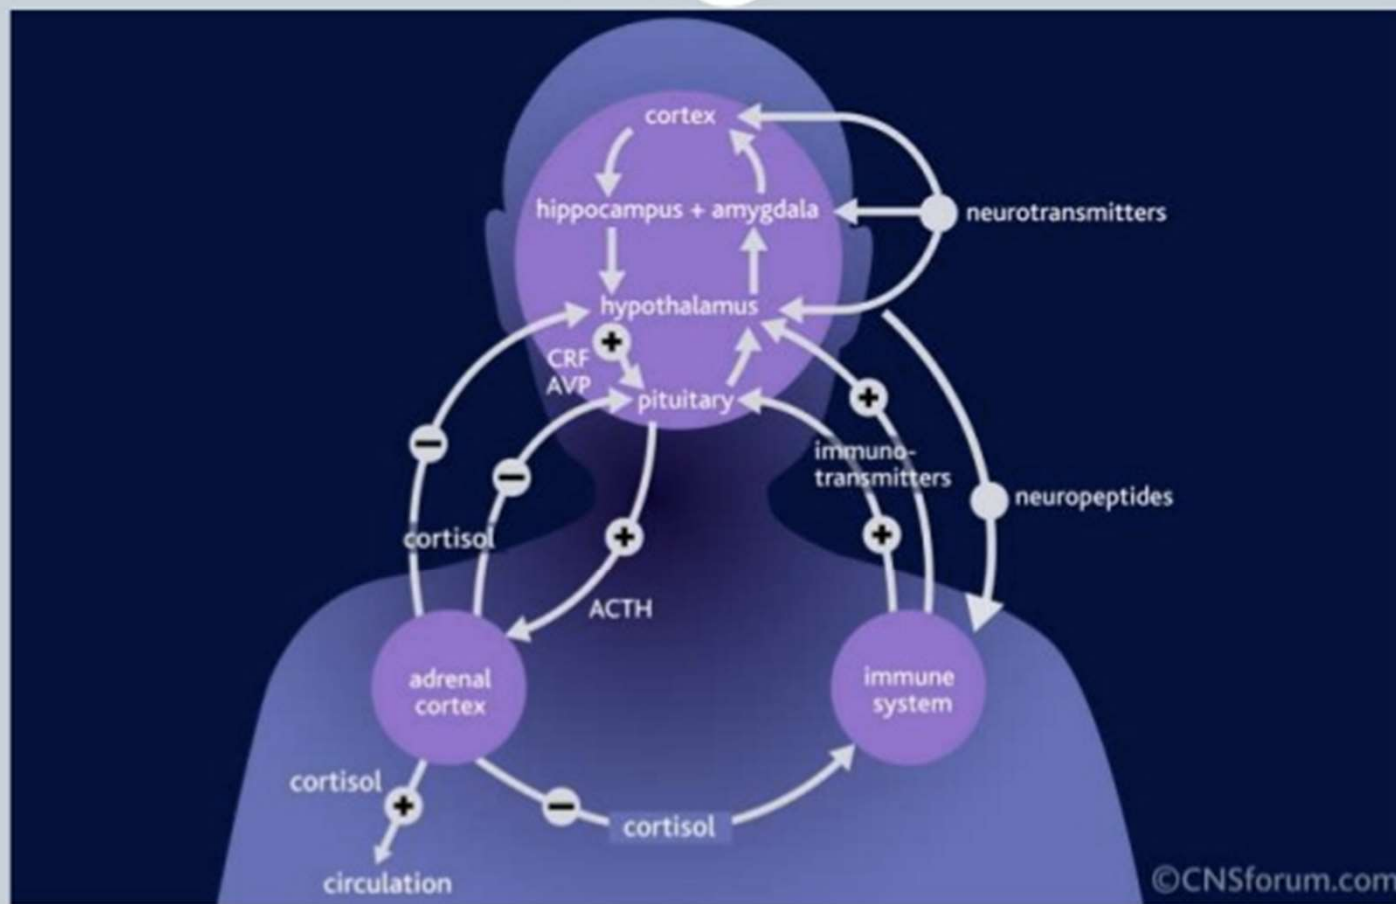 cortex
hippocampus + amygdala
neurotransmitters
hypothalamus
+
CRF
AVP
pituitary
+
−
−
immuno-
transmitters
neuropeptides
cortisol
+
+
ACTH
adrenal
cortex
immune
system
cortisol
+
−
cortisol
circulation
©CNSforum.com